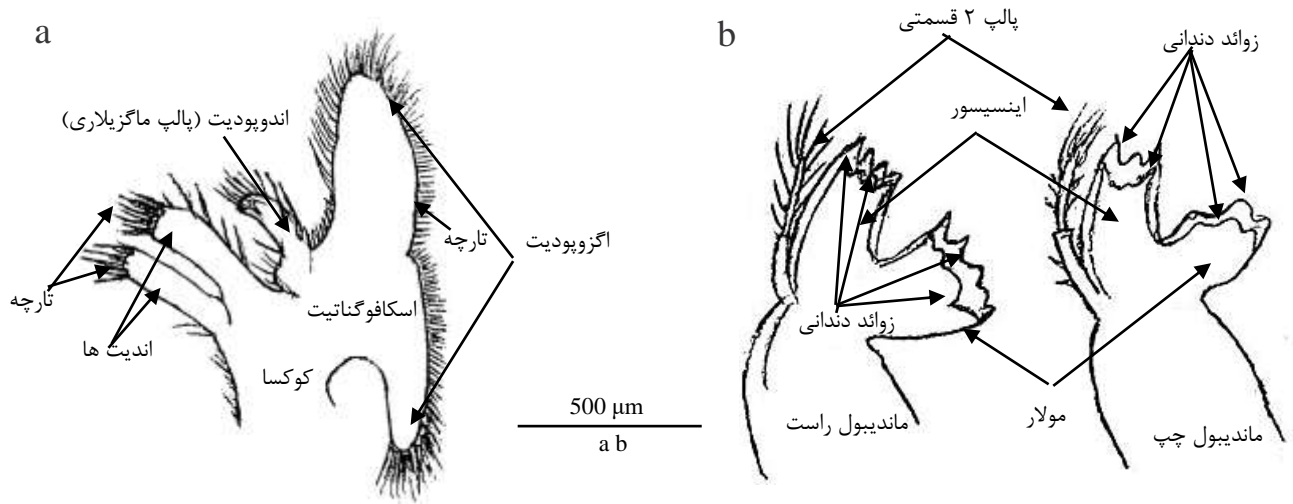 a
اندوپودیت (پالپ ماگزیلاری)
تارچه
اگزوپودیت
تارچه
اندیت ها
اسکافوگناتیت
کوکسا
500 µm
a b
b
پالپ ۲ قسمتی
زوائد دندانی
اینسیسور
زوائد دندانی
مولار
ماندیبول راست
ماندیبول چپ